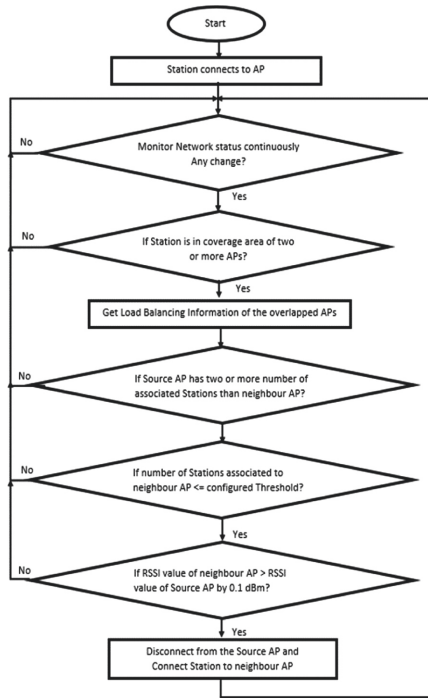 Start
Station connects to AP
No
Monitor Network status continuously
Any change?
Yes
No
If Station is in coverage area of two
or more APs?
Yes
Get Load Balancing Information of the overlapped APs
No
If Source AP has two or more number of
associated Stations than neighbour AP?
No
If number of Stations associated to
neighbour AP <= configured Threshold?
Yes
No
If RSSI value of neighbour AP > RSSI
value of Source AP by 0.1 dBm?
Yes
Disconnect from the Source AP and
Connect Station to neighbour AP